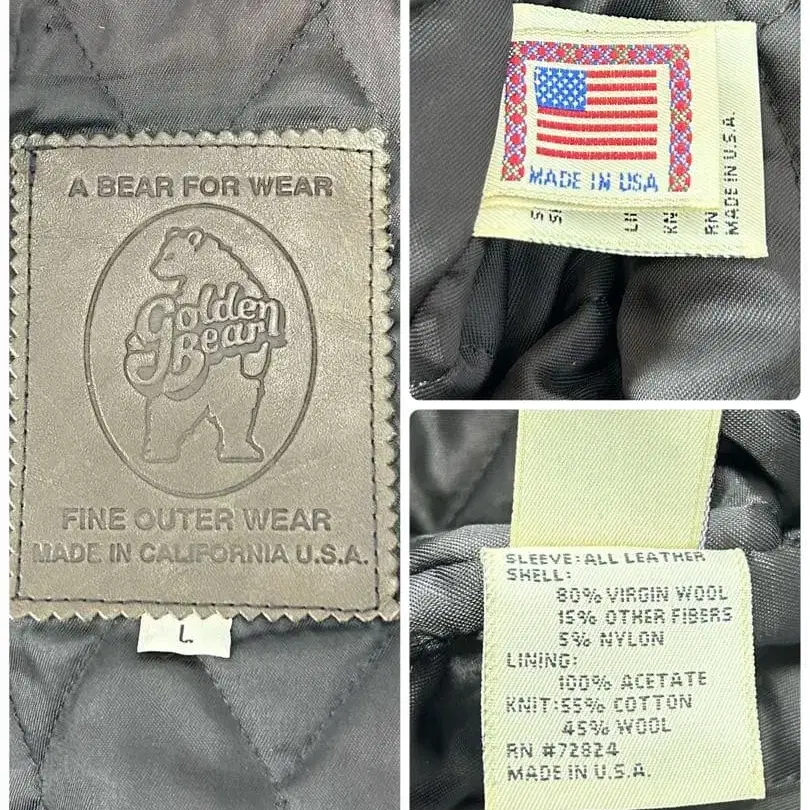 A BEAR FOR WEAR
Golden
Bear
FINE OUTER WEAR
MADE IN CALIFORNIA U.S.A.
L
MADE IN USA
RN
MADE IN U.S.A.
SLEEVE: ALL LEATHER
SHELL:
80% VIRGIN WOOL
15% OTHER FIBERS
5% NYLON
LINING:
100% ACETATE
KNIT: 55% COTTON
45% WOOL
RN #72824
MADE IN U.S.A.